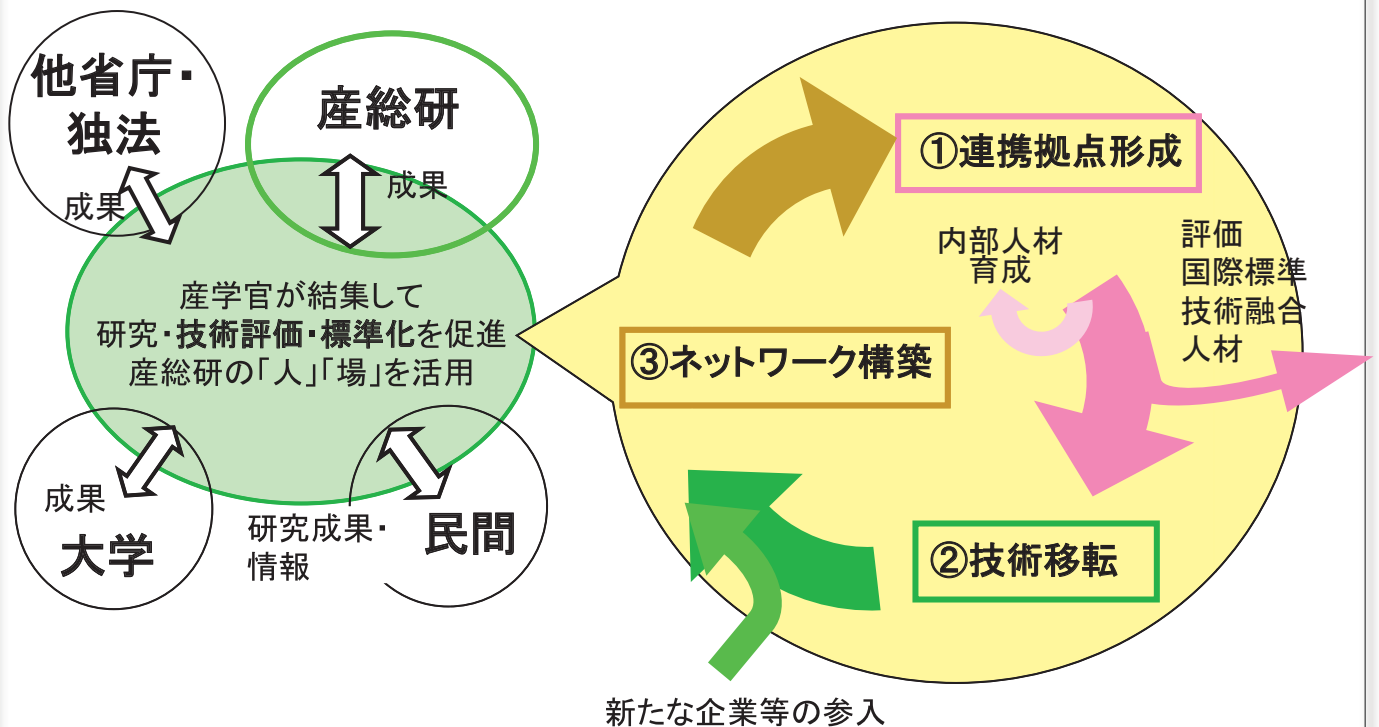 他省庁・
独法
成果
産総研
成果
産学官が結集して
研究・技術評価・標準化を促進
産総研の「人」「場」を活用
成果
大学
研究成果・
情報
民間
①連携拠点形成
内部人材
育成
評価
国際標準
技術融合
人材
③ネットワーク構築
②技術移転
新たな企業等の参入